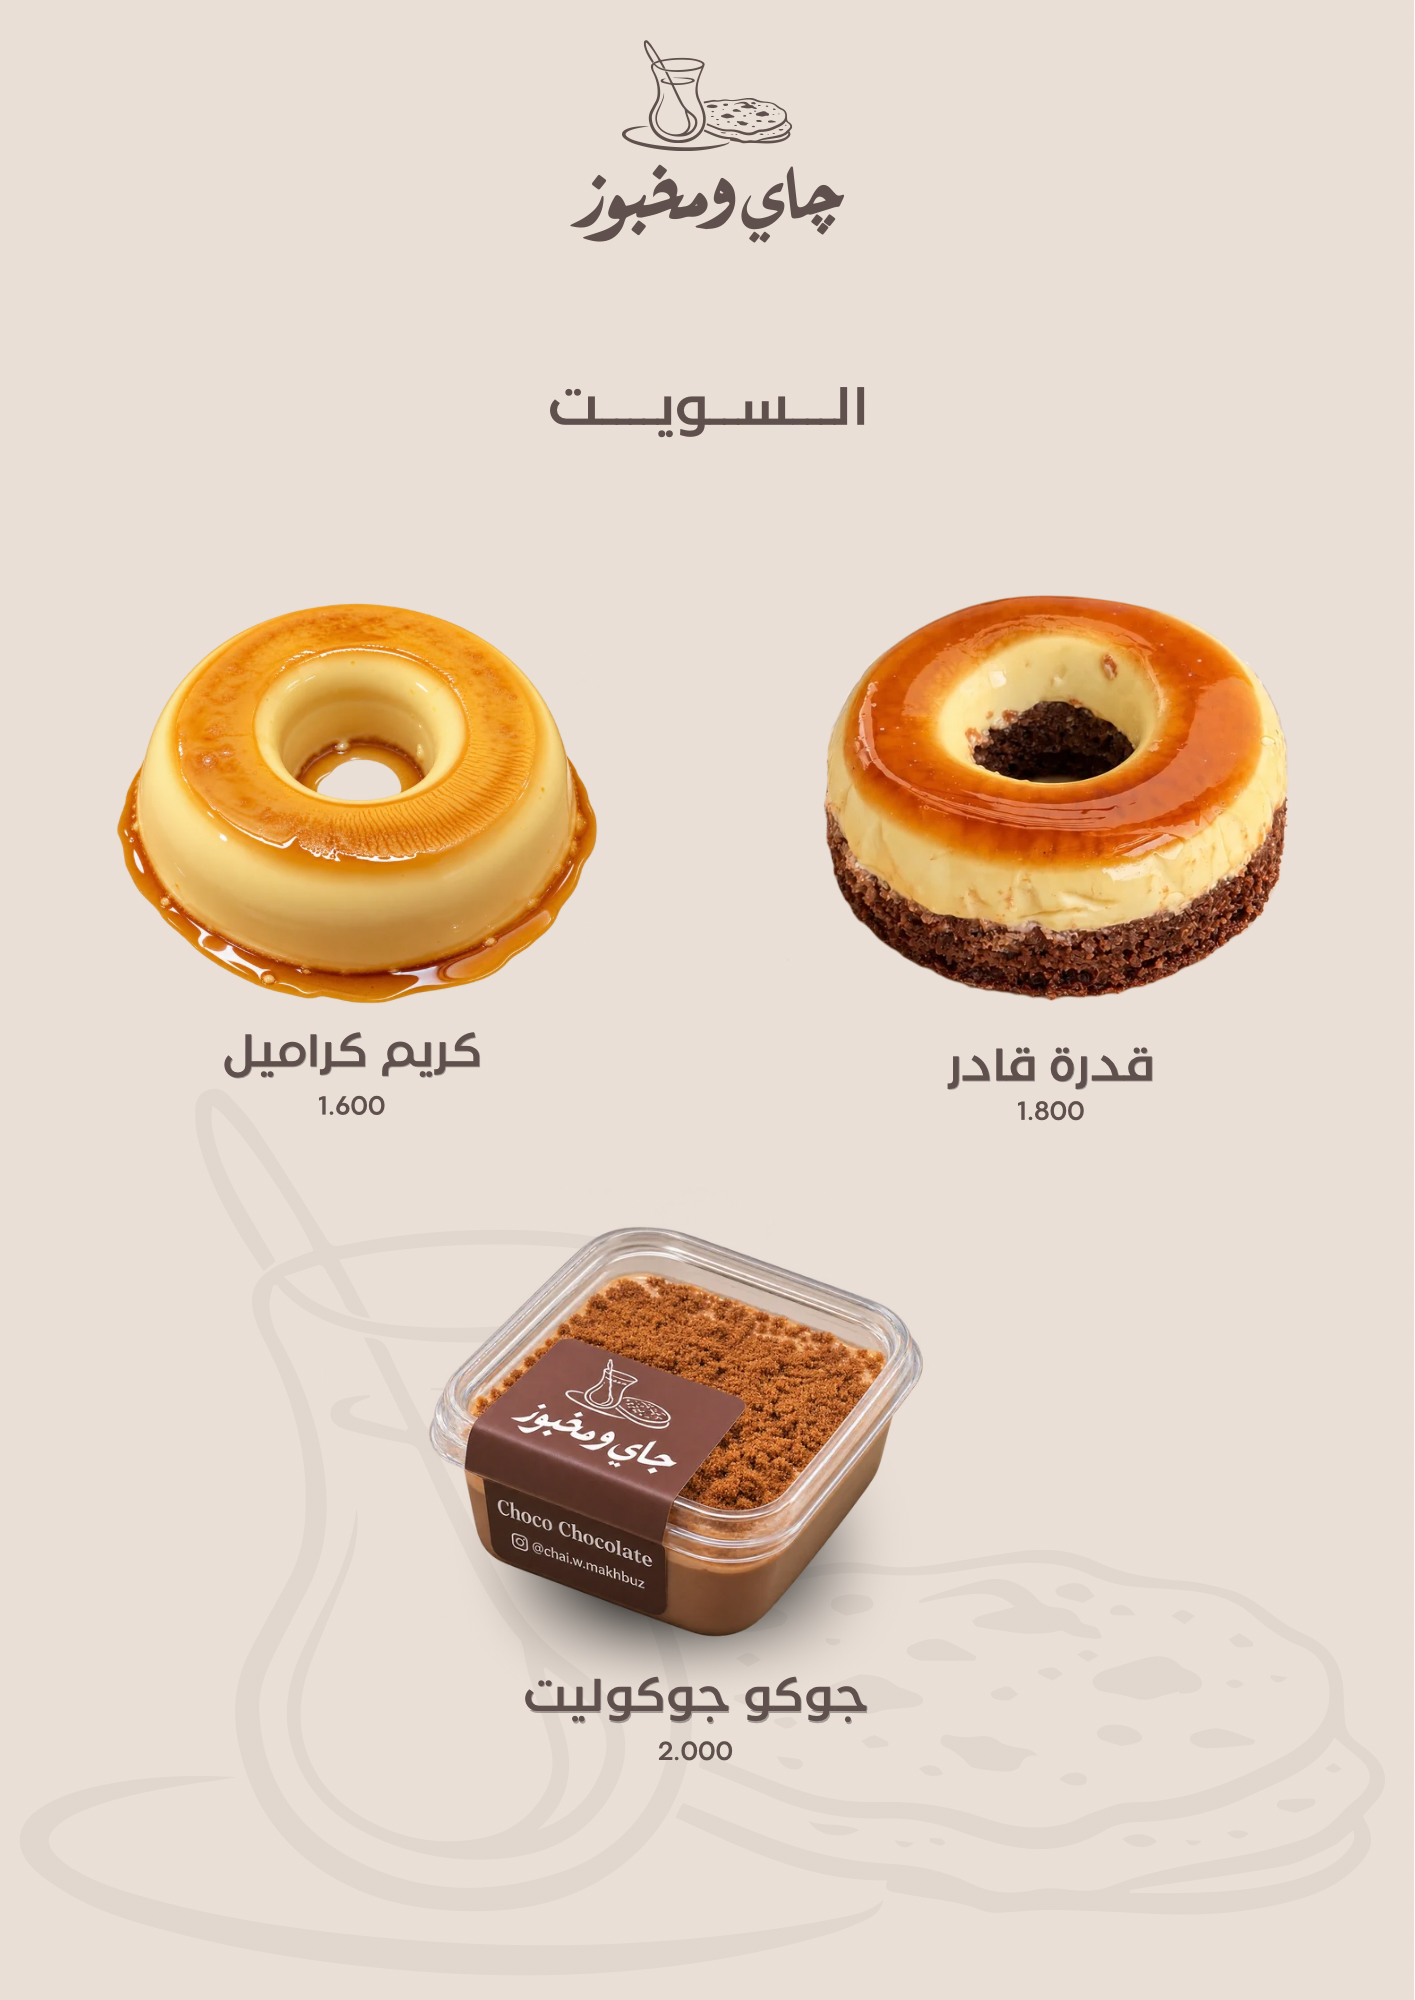 چاي ومخبوز
الـــسـويـــت
كريم كراميل
1.600
قدرة قادر
1.800
چاي ومخبوز
Choco Chocolate
@chai.w.makhbuz
جوكو جوكوليت
2.000